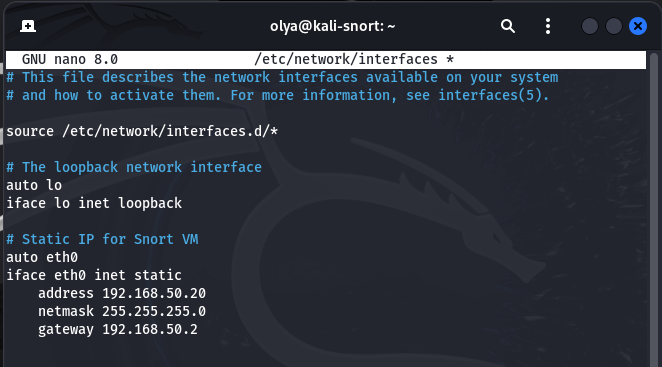 olya@kali-snort: ~
GNU nano 8.0 /etc/network/interfaces *
# This file describes the network interfaces available on your system
# and how to activate them. For more information, see interfaces(5).
source /etc/network/interfaces.d/*
# The loopback network interface
auto lo
iface lo inet loopback
# Static IP for Snort VM
auto eth0
iface eth0 inet static
    address 192.168.50.20
    netmask 255.255.255.0
    gateway 192.168.50.2